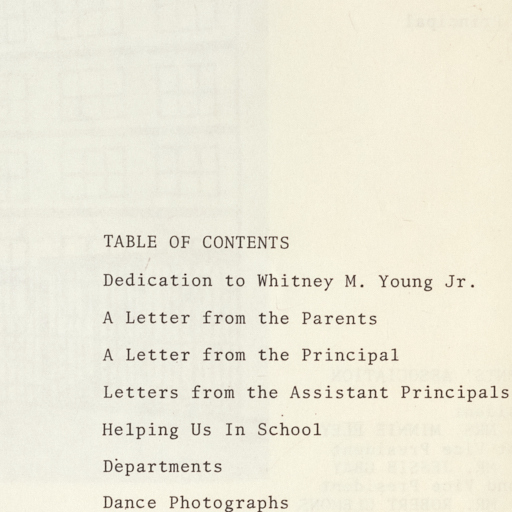 TABLE OF CONTENTS
Dedication to Whitney M. Young Jr.
A Letter from the Parents
A Letter from the Principal
Letters from the Assistant Principals
Helping Us In School
Departments
Dance Photographs